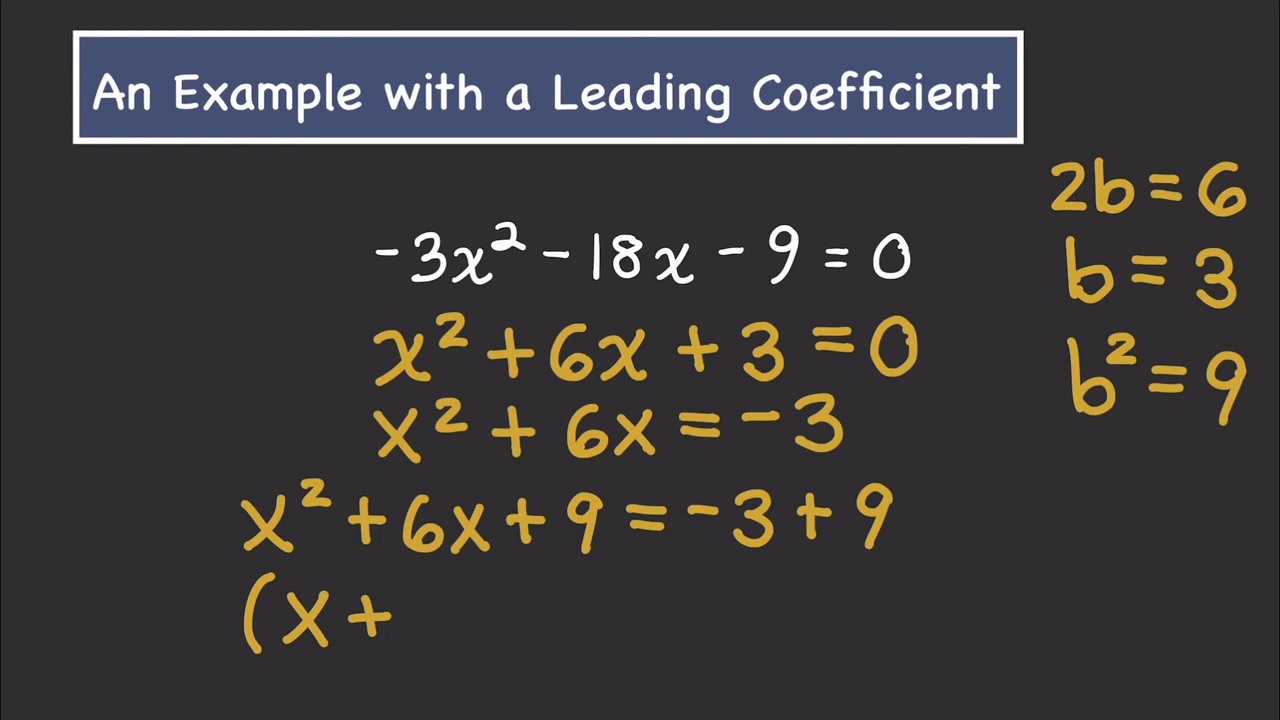 An Example with a Leading Coefficient
-3x² - 18x - 9 = 0
x² + 6x + 3 = 0
x² + 6x = -3
x² + 6x + 9 = -3 + 9
(x +
2b = 6
b = 3
b² = 9